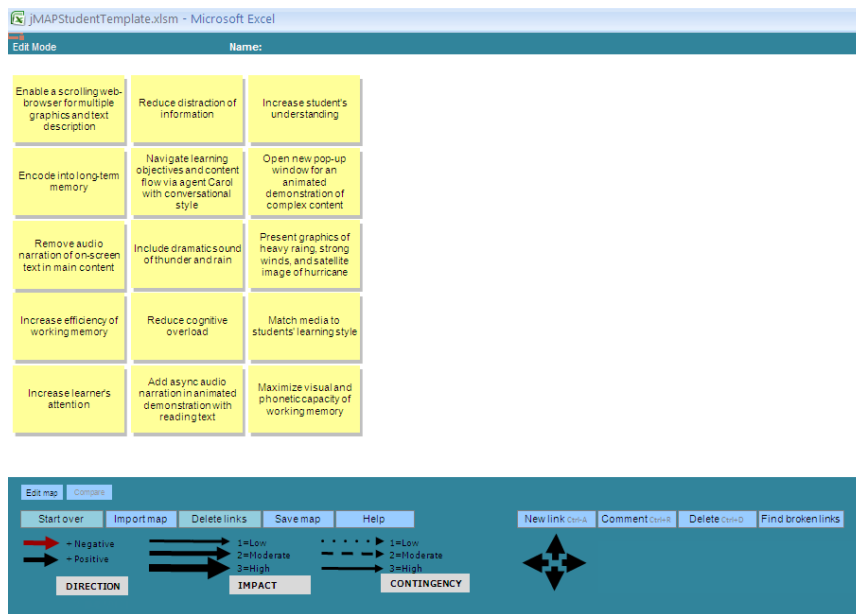 jMAPStudentTemplate.xlsm - Microsoft Excel
Edit Mode Name:
Enable a scrolling web-
browser for multiple
graphics and text
description
Reduce distraction of
information
Increase student's
understanding
Encode into long-term
memory
Navigate learning
objectives and content
flow via agent Carol
with conversational
style
Open new pop-up
window for an
animated
demonstration of
complex content
Remove audio
narration of on-screen
text in main content
Include dramatic sound
of thunder and rain
Present graphics of
heavy raing, strong
winds, and satellite
image of hurricane
Increase efficiency of
working memory
Reduce cognitive
overload
Match media to
students' learning style
Increase learner's
attention
Add async audio
narration in animated
demonstration with
reading text
Maximize visual and
phonetic capacity of
working memory
Edit map Compare
Start over Import map Delete links Save map Help New link Ctrl-A Comment Ctrl+R Delete Ctrl+D Find broken links
÷ Negative 1=Low 1=Low
+ Positive 2=Moderate 2=Moderate
3=High 3=High
DIRECTION IMPACT CONTINGENCY